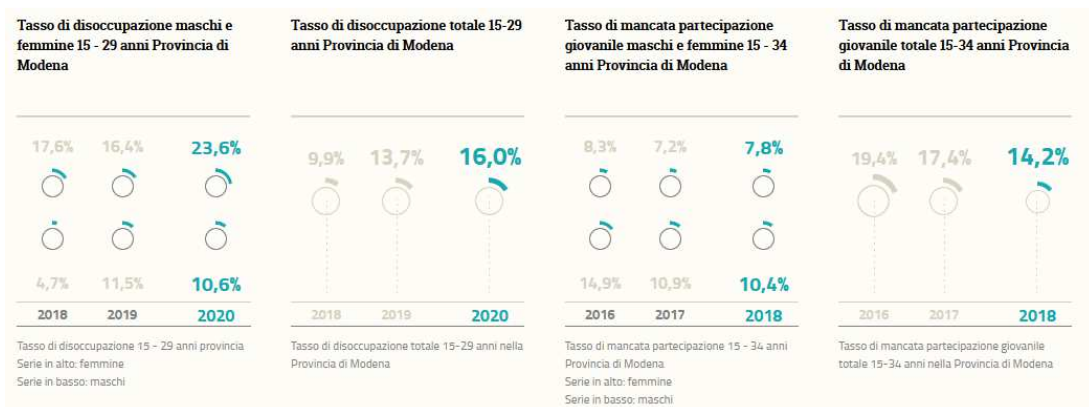 Tasso di disoccupazione maschi e
femmine 15 - 29 anni Provincia di
Modena
17,6% 16,4% 23,6%
4,7% 11,5% 10,6%
2018 2019 2020
Tasso di disoccupazione 15 - 29 anni provincia
Serie in alto: femmine
Serie in basso: maschi
Tasso di disoccupazione totale 15-29
anni Provincia di Modena
9,9% 13,7% 16,0%
2018 2019 2020
Tasso di disoccupazione totale 15-29 anni nella
Provincia di Modena
Tasso di mancata partecipazione
giovanile maschi e femmine 15 - 34
anni Provincia di Modena
8,3% 7,2% 7,8%
14,9% 10,9% 10,4%
2016 2017 2018
Tasso di mancata partecipazione 15 - 34 anni
Provincia di Modena
Serie in alto: femmine
Serie in basso: maschi
Tasso di mancata partecipazione
giovanile totale 15-34 anni Provincia
di Modena
19,4% 17,4% 14,2%
2016 2017 2018
Tasso di mancata partecipazione giovanile
totale 15-34 anni nella Provincia di Modena